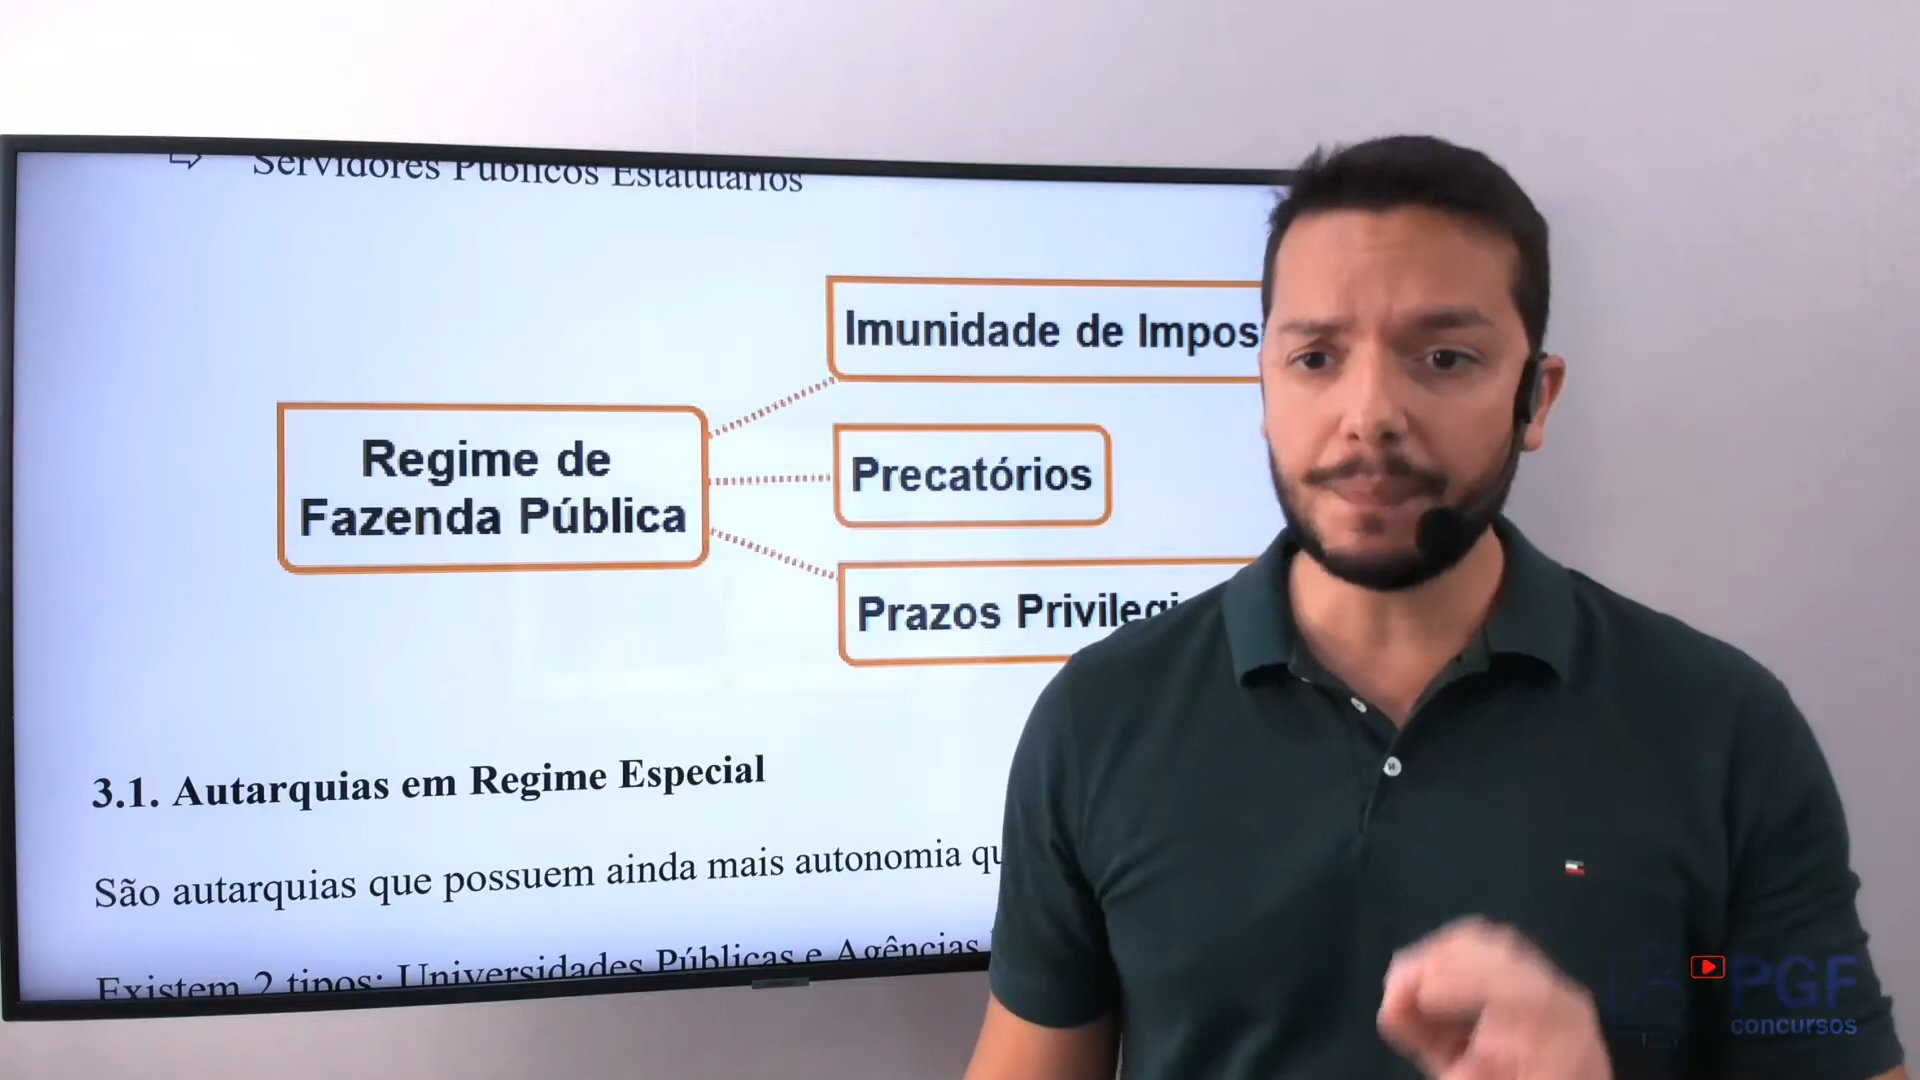 Servidores Públicos Estatutários
Imunidade de Impos
Regime de
Fazenda Pública
Precatórios
Prazos Privilegi
3.1. Autarquias em Regime Especial
São autarquias que possuem ainda mais autonomia qu
Existem 2 tipos: Universidades Públicas e Agências
PGF
concursos